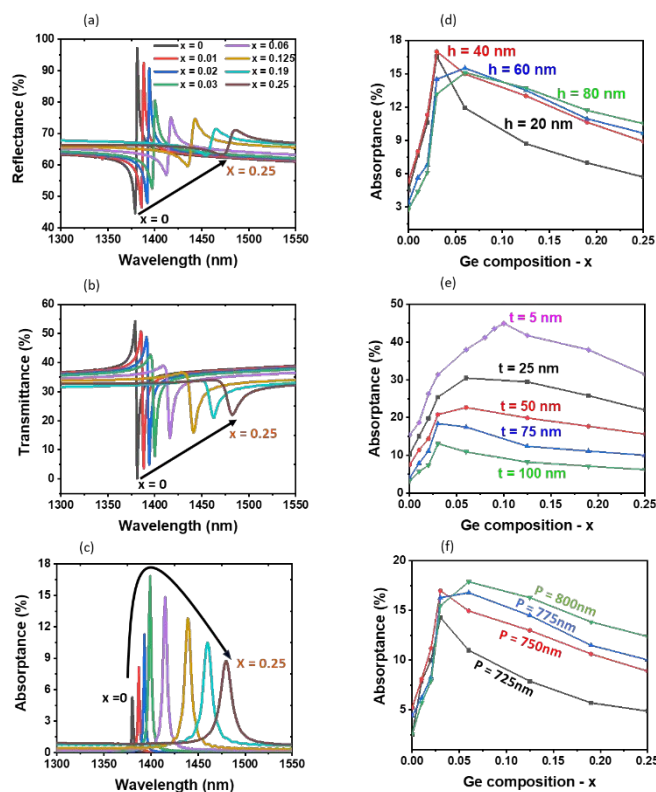 (a)
100
90
80
70
60
50
40
Reflectance (%)
x = 0
x = 0.06
x = 0.01
x = 0.125
x = 0.02
x = 0.19
x = 0.03
x = 0.25
X = 0.25
x = 0
1300 1350 1400 1450 1500 1550
Wavelength (nm)
(b)
60
50
40
30
20
10
0
Transmittance (%)
x = 0.25
x = 0
1300 1350 1400 1450 1500 1550
Wavelength (nm)
(c)
18
15
12
9
6
3
0
Absorptance (%)
x =0
X = 0.25
1300 1350 1400 1450 1500 1550
Wavelength (nm)
(d)
18
15
12
9
6
3
0
Absorptance (%)
h = 40 nm
h = 60 nm
h = 80 nm
h = 20 nm
0.00 0.05 0.10 0.15 0.20 0.25
Ge composition - x
(e)
50
40
30
20
10
0
Absorptance (%)
t = 5 nm
t = 25 nm
t = 50 nm
t = 75 nm
t = 100 nm
0.00 0.05 0.10 0.15 0.20 0.25
Ge composition - x
(f)
20
15
10
5
0
Absorptance (%)
P = 800nm
P = 775nm
P = 750nm
P = 725nm
0.00 0.05 0.10 0.15 0.20 0.25
Ge composition - x